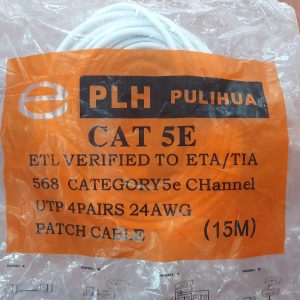 e PLH PULIHUA
CAT 5E
ETL VERIFIED TO ETA/TIA
568 CATEGORY5e CHannel
UTP 4PAIRS 24AWG
PATCH CABLE (15M)